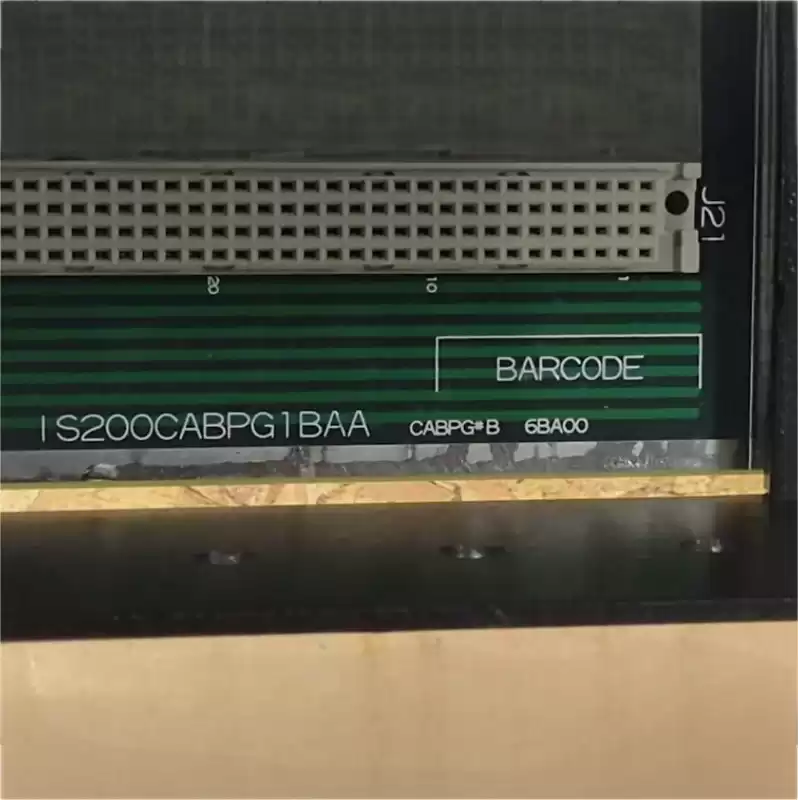 J21
20 10 1
BARCODE
IS200CABPG1BAA CABPG#B 6BA00